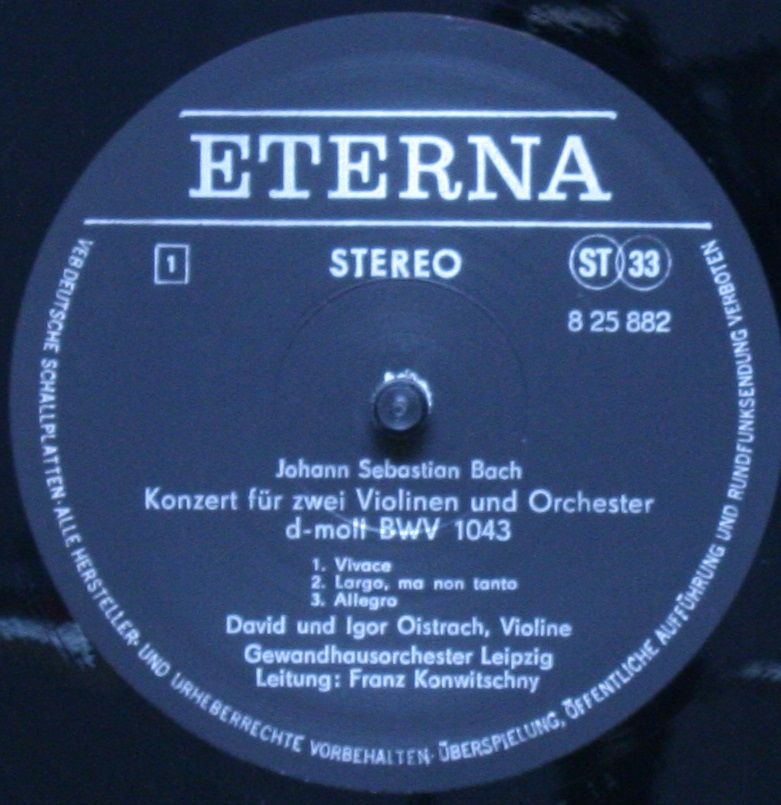 ETERNA
1 STEREO ST 33
8 25 882
Johann Sebastian Bach
Konzert für zwei Violinen und Orchester
d-moll BWV 1043
1. Vivace
2. Largo, ma non tanto
3. Allegro
David und Igor Oistrach, Violine
Gewandhausorchester Leipzig
Leitung: Franz Konwitschny
VEB DEUTSCHE SCHALLPLATTEN · ALLE HERSTELLER- UND URHEBERRECHTE VORBEHALTEN · ÜBERSPIELUNG, ÖFFENTLICHE AUFFÜHRUNG UND RUNDFUNKSENDUNG VERBOTEN